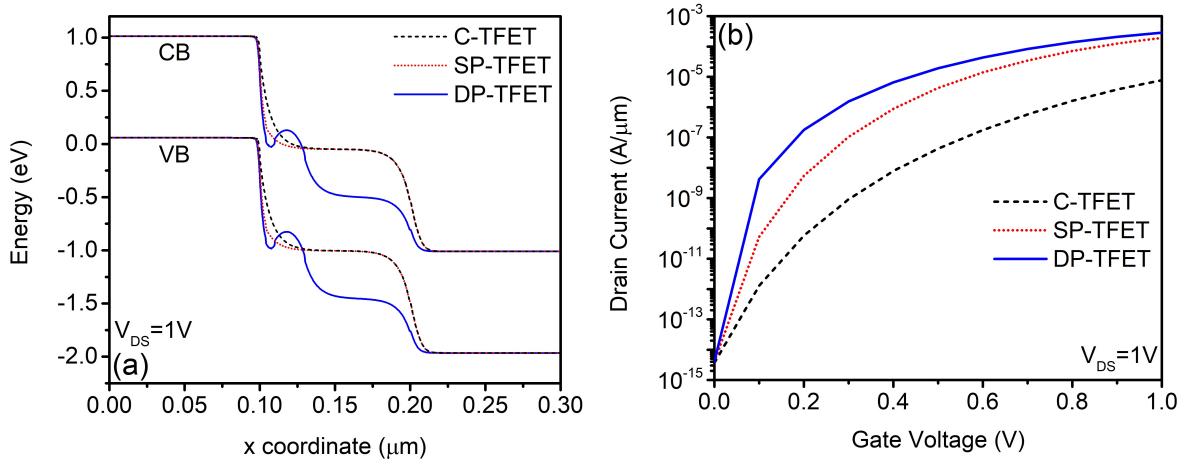 1.0
0.5
0.0
-0.5
-1.0
-1.5
-2.0
Energy (eV)
CB
VB
C-TFET
SP-TFET
DP-TFET
V_DS=1V
(a)
0.00 0.05 0.10 0.15 0.20 0.25 0.30
x coordinate (μm)
(b)
10^-3
10^-5
10^-7
10^-9
10^-11
10^-13
10^-15
Drain Current (A/μm)
C-TFET
SP-TFET
DP-TFET
V_DS=1V
0.0 0.2 0.4 0.6 0.8 1.0
Gate Voltage (V)